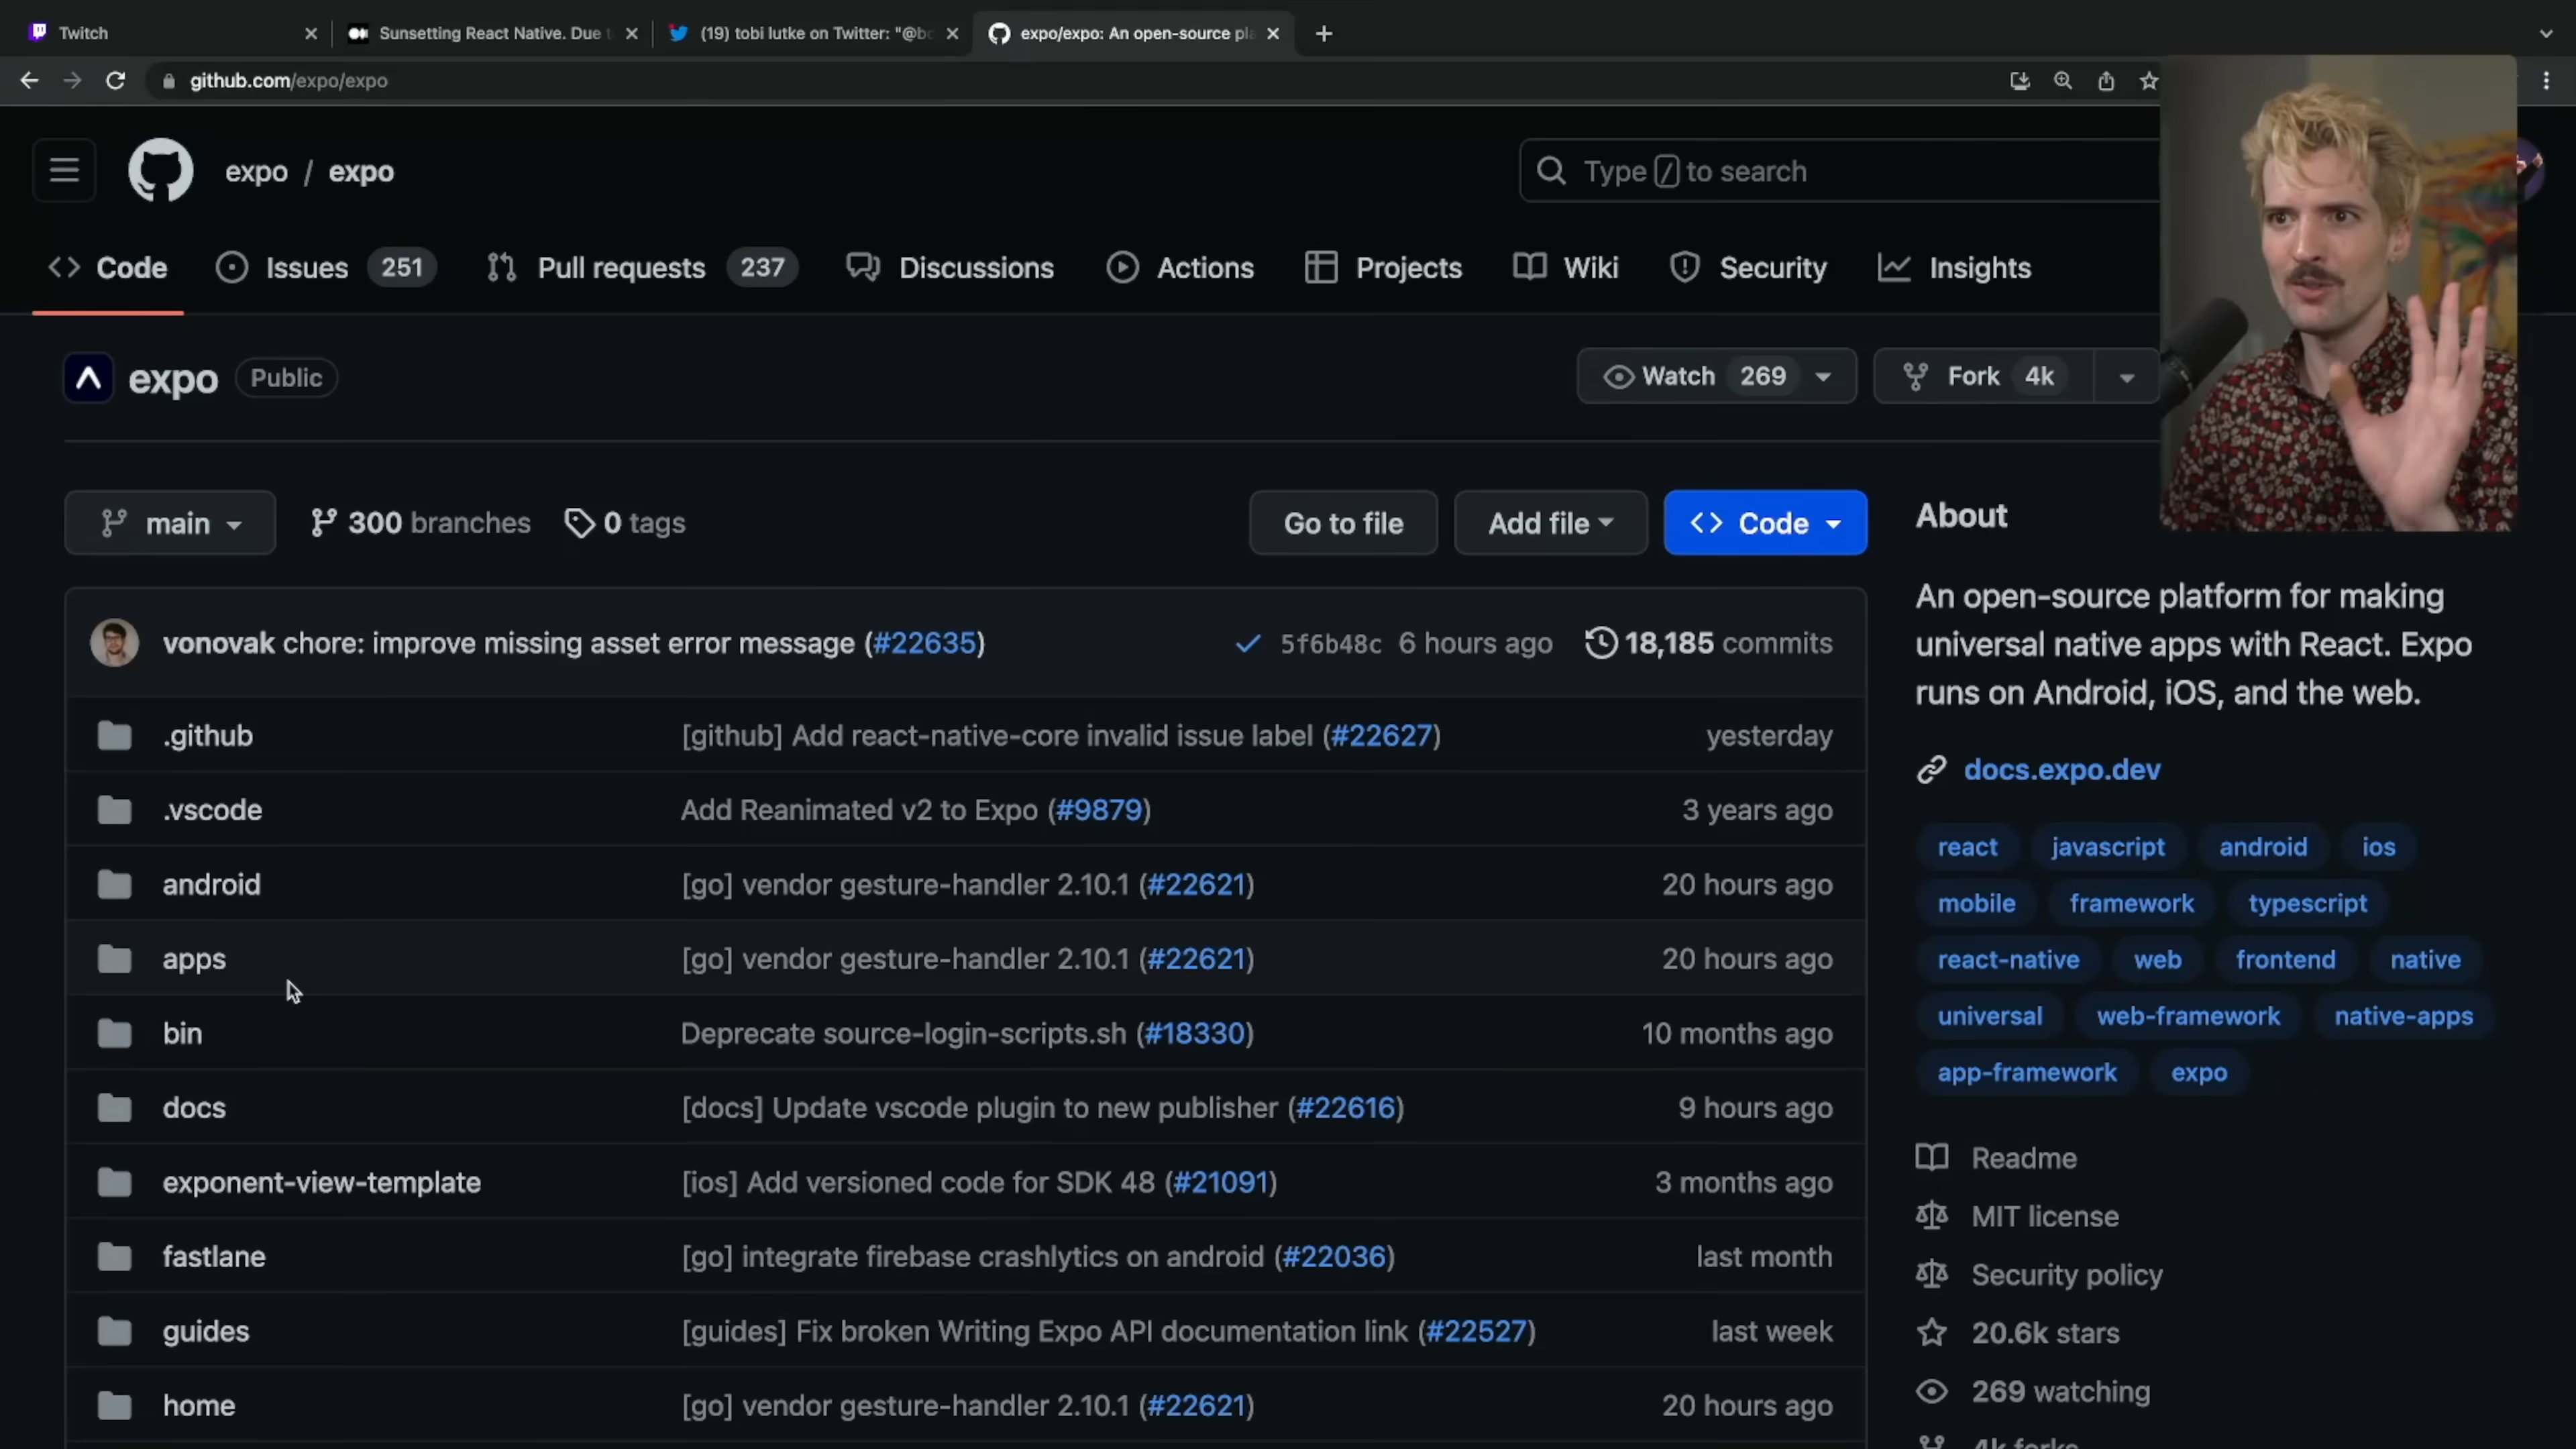 Twitch
Sunsetting React Native. Due t
(19) tobi lutke on Twitter: "@bo
expo/expo: An open-source pla
github.com/expo/expo
expo / expo
Type / to search
Code
Issues 251
Pull requests 237
Discussions
Actions
Projects
Wiki
Security
Insights
expo Public
Watch 269
Fork 4k
main
300 branches
0 tags
Go to file
Add file
Code
vonovak chore: improve missing asset error message (#22635)
5f6b48c 6 hours ago
18,185 commits
.github [github] Add react-native-core invalid issue label (#22627) yesterday
.vscode Add Reanimated v2 to Expo (#9879) 3 years ago
android [go] vendor gesture-handler 2.10.1 (#22621) 20 hours ago
apps [go] vendor gesture-handler 2.10.1 (#22621) 20 hours ago
bin Deprecate source-login-scripts.sh (#18330) 10 months ago
docs [docs] Update vscode plugin to new publisher (#22616) 9 hours ago
exponent-view-template [ios] Add versioned code for SDK 48 (#21091) 3 months ago
fastlane [go] integrate firebase crashlytics on android (#22036) last month
guides [guides] Fix broken Writing Expo API documentation link (#22527) last week
home [go] vendor gesture-handler 2.10.1 (#22621) 20 hours ago
About
An open-source platform for making
universal native apps with React. Expo
runs on Android, iOS, and the web.
docs.expo.dev
react javascript android ios
mobile framework typescript
react-native web frontend native
universal web-framework native-apps
app-framework expo
Readme
MIT license
Security policy
20.6k stars
269 watching
4k forks